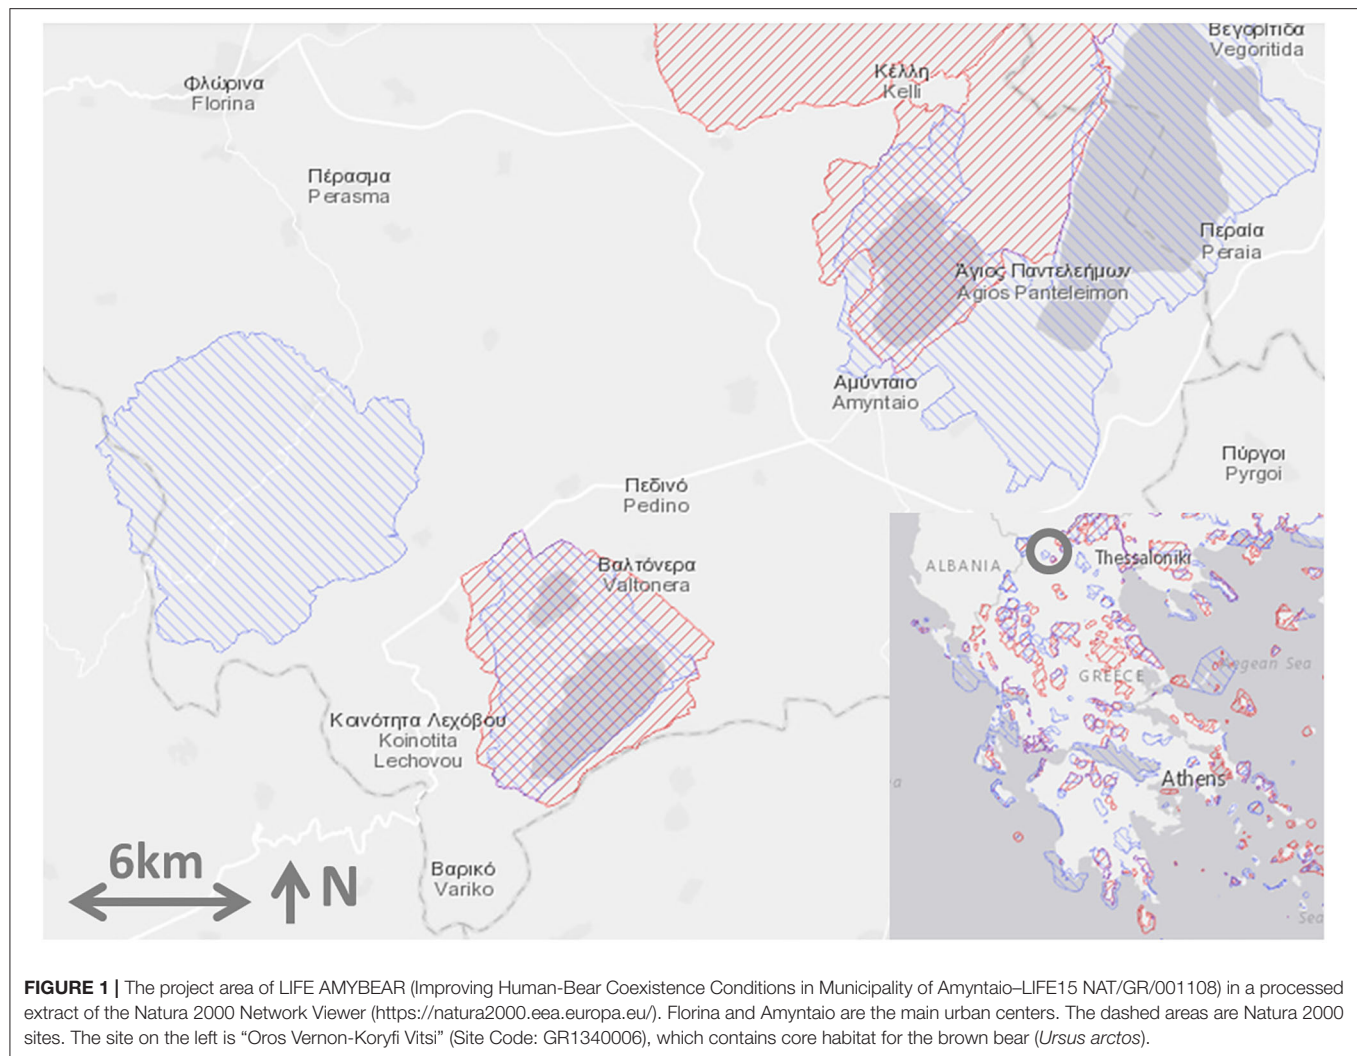 Φλώρινα
Florina
Πέρασμα
Perasma
Κέλλη
Kelli
Βεγορίτιδα
Vegoritida
Περαία
Peraia
Άγιος Παντελεήμων
Agios Panteleimon
Αμύνταιο
Amyntaio
Πύργοι
Pyrgoi
Πεδινό
Pedino
Βαλτόνερα
Valtonera
Κοινότητα Λεχόβου
Koinotita
Lechovou
Βαρικό
Variko
6km
N
ALBANIA
Thessaloniki
Aegean Sea
GREECE
Athens
ea
Sea
FIGURE 1 | The project area of LIFE AMYBEAR (Improving Human-Bear Coexistence Conditions in Municipality of Amyntaio–LIFE15 NAT/GR/001108) in a processed
extract of the Natura 2000 Network Viewer (https://natura2000.eea.europa.eu/). Florina and Amyntaio are the main urban centers. The dashed areas are Natura 2000
sites. The site on the left is “Oros Vernon-Koryfi Vitsi” (Site Code: GR1340006), which contains core habitat for the brown bear (Ursus arctos).